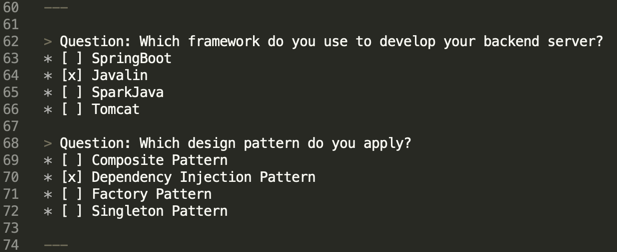 60 ---
61
62 > Question: Which framework do you use to develop your backend server?
63 * [ ] SpringBoot
64 * [x] Javalin
65 * [ ] SparkJava
66 * [ ] Tomcat
67
68 > Question: Which design pattern do you apply?
69 * [ ] Composite Pattern
70 * [x] Dependency Injection Pattern
71 * [ ] Factory Pattern
72 * [ ] Singleton Pattern
73
74 ---